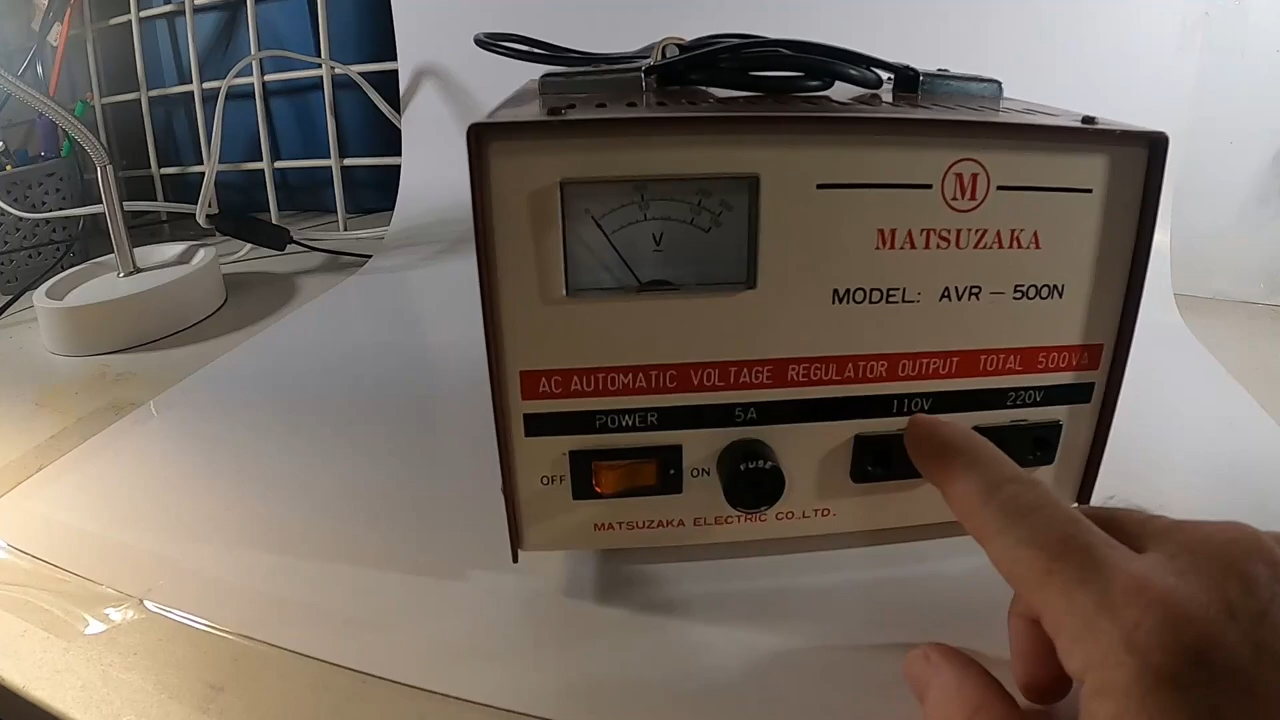 M
MATSUZAKA
MODEL: AVR-500N
V
AC AUTOMATIC VOLTAGE REGULATOR OUTPUT TOTAL 500VA
POWER 5A 110V 220V
OFF ON FUSE
MATSUZAKA ELECTRIC CO.,LTD.